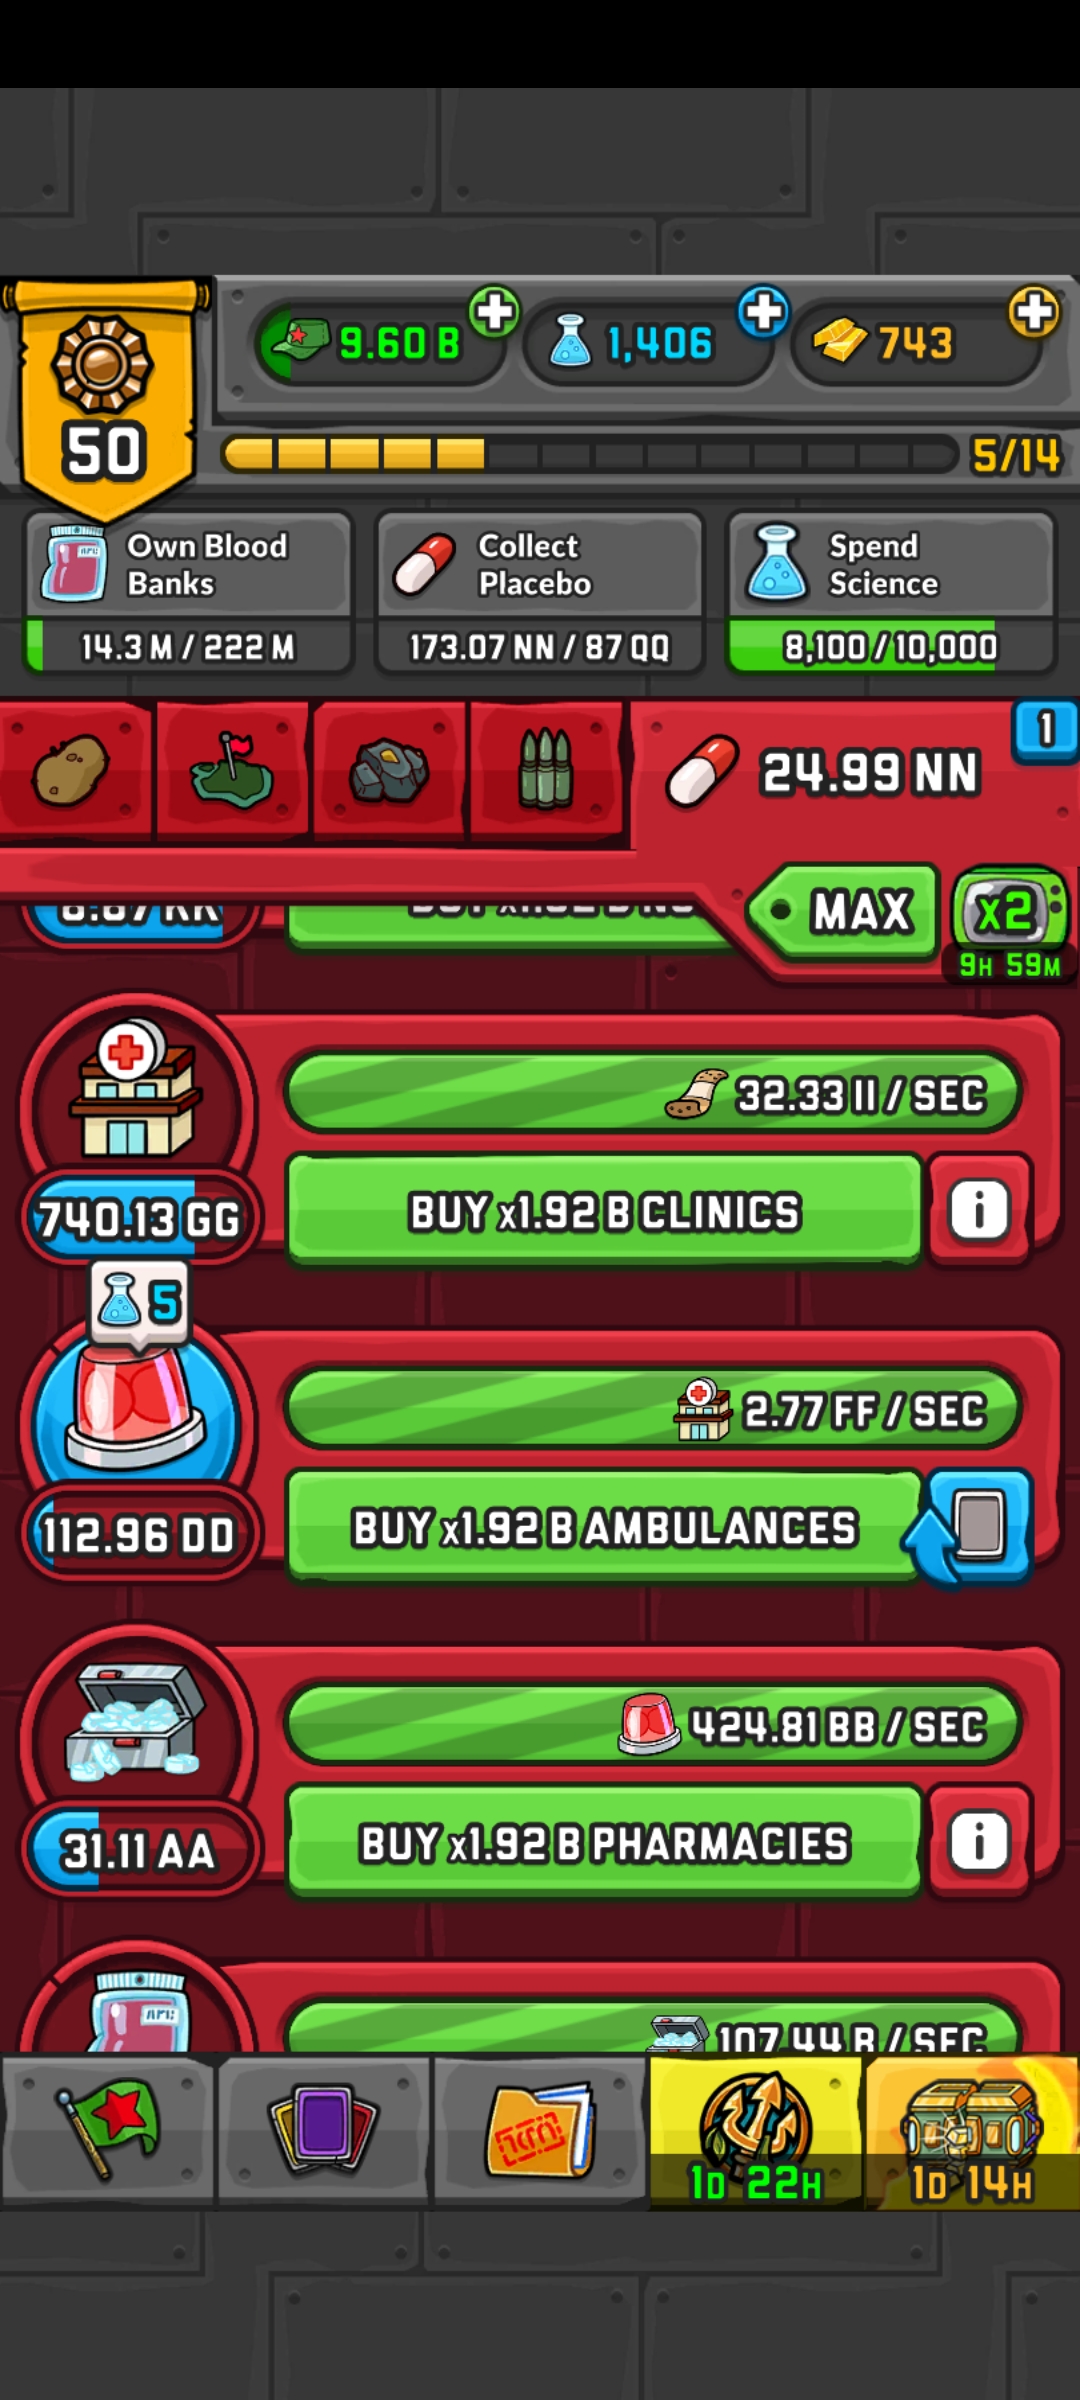 9.60 B
1,406
743
50
5/14
Own Blood
Banks
14.3 M / 222 M
Collect
Placebo
173.07 NN / 87 QQ
Spend
Science
8,100 / 10,000
24.99 NN
1
MAX
x2
9H 59M
32.33 II / SEC
740.13 GG
BUY x1.92 B CLINICS
i
5
2.77 FF / SEC
112.96 DD
BUY x1.92 B AMBULANCES
424.81 BB / SEC
31.11 AA
BUY x1.92 B PHARMACIES
i
107.44 B / SEC
1D 22H
1D 14H